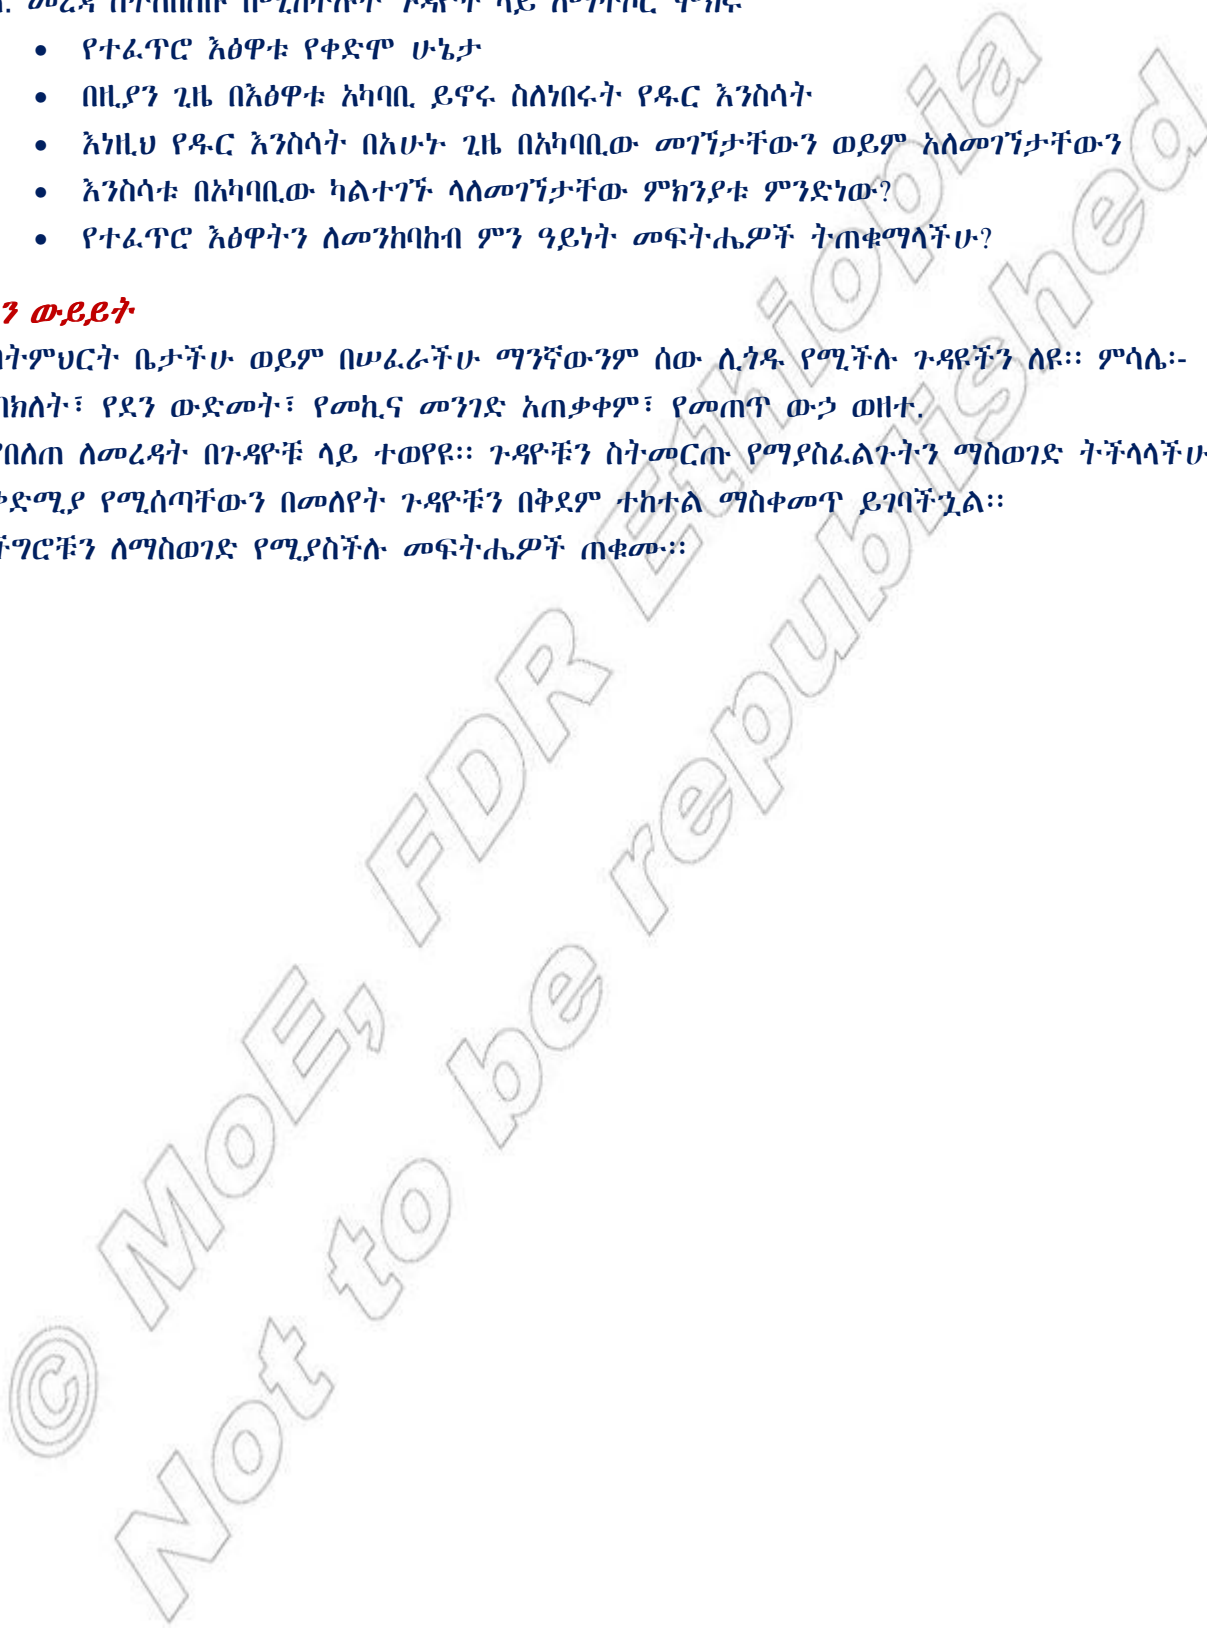 መረጃ
• የተፈጥሮ እፅዋቱ የቀድሞ ሁኔታ
• በዚያን ጊዜ በእፅዋቱ አካባቢ ይኖሩ ስለነበሩት የዱር እንስሳት
• እነዚህ የዱር እንስሳት በአሁኑ ጊዜ በአካባቢው መገኘታቸውን ወይም አለመገኘታቸውን
• እንስሳቱ በአካባቢው ካልተገኙ ላለመገኘታቸው ምክንያቱ ምንድነው?
• የተፈጥሮ እፅዋትን ለመንከባከብ ምን ዓይነት መፍትሔዎች ትጠቁማላችሁ?
ውይይት
ቤታችሁ ወይም በሠፈራችሁ ማንኛውንም ሰው ሊጎዱ የሚችሉ ጉዳዩችን ለዩ፡፡ ምሳሌ፡-
የደን ውድመት፣ የመኪና መንገድ አጠቃቀም፣ የመጠጥ ውኃ ወዘተ.
ለመረዳት በጉዳዮቹ ላይ ተወያዩ፡፡ ጉዳዮቹን ስትመርጡ የማያስፈልጉትን ማስወገድ ትችላላችሁ
የሚሰጣቸውን በመለየት ጉዳዮቹን በቅደም ተከተል ማስቀመጥ ይገባችኋል፡፡
ለማስወገድ የሚያስችሉ መፍትሔዎች ጠቁሙ፡፡
© MoE, FDR Ethiopia
Not to be republished